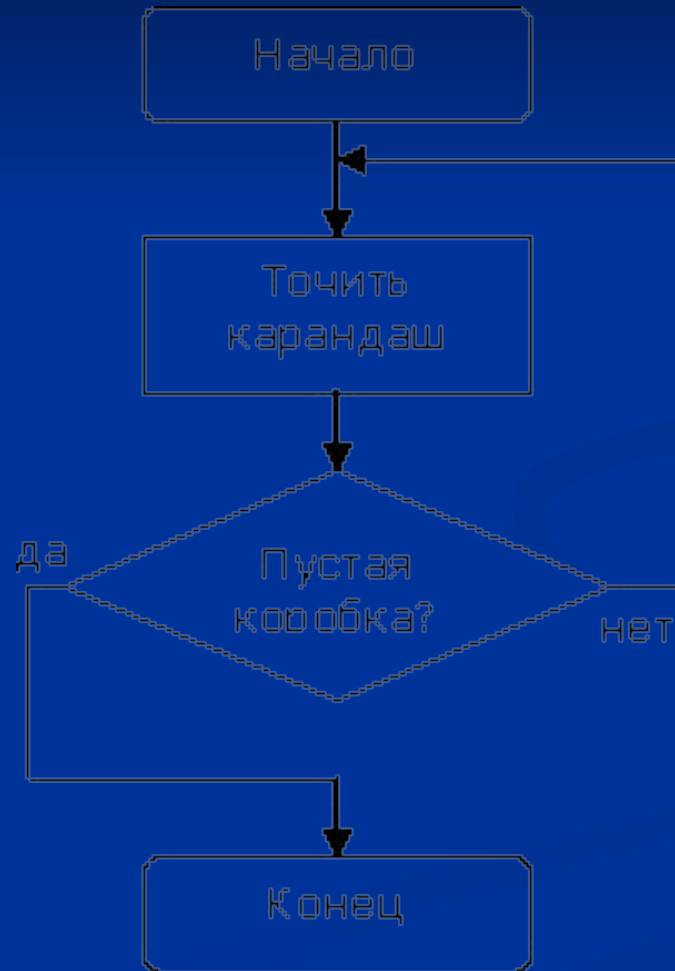 Начало
Точить
карандаш
да
Пустая
коробка?
нет
Конец